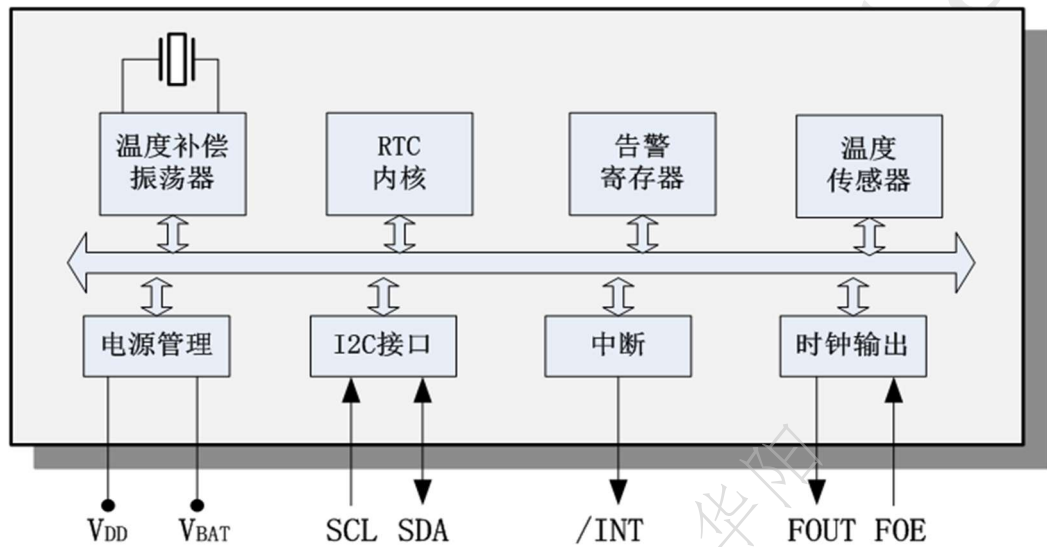 温度补偿
振荡器
RTC
内核
告警
寄存器
温度
传感器
电源管理
I2C接口
中断
时钟输出
VDD
VBAT
SCL
SDA
/INT
FOUT
FOE
华阳